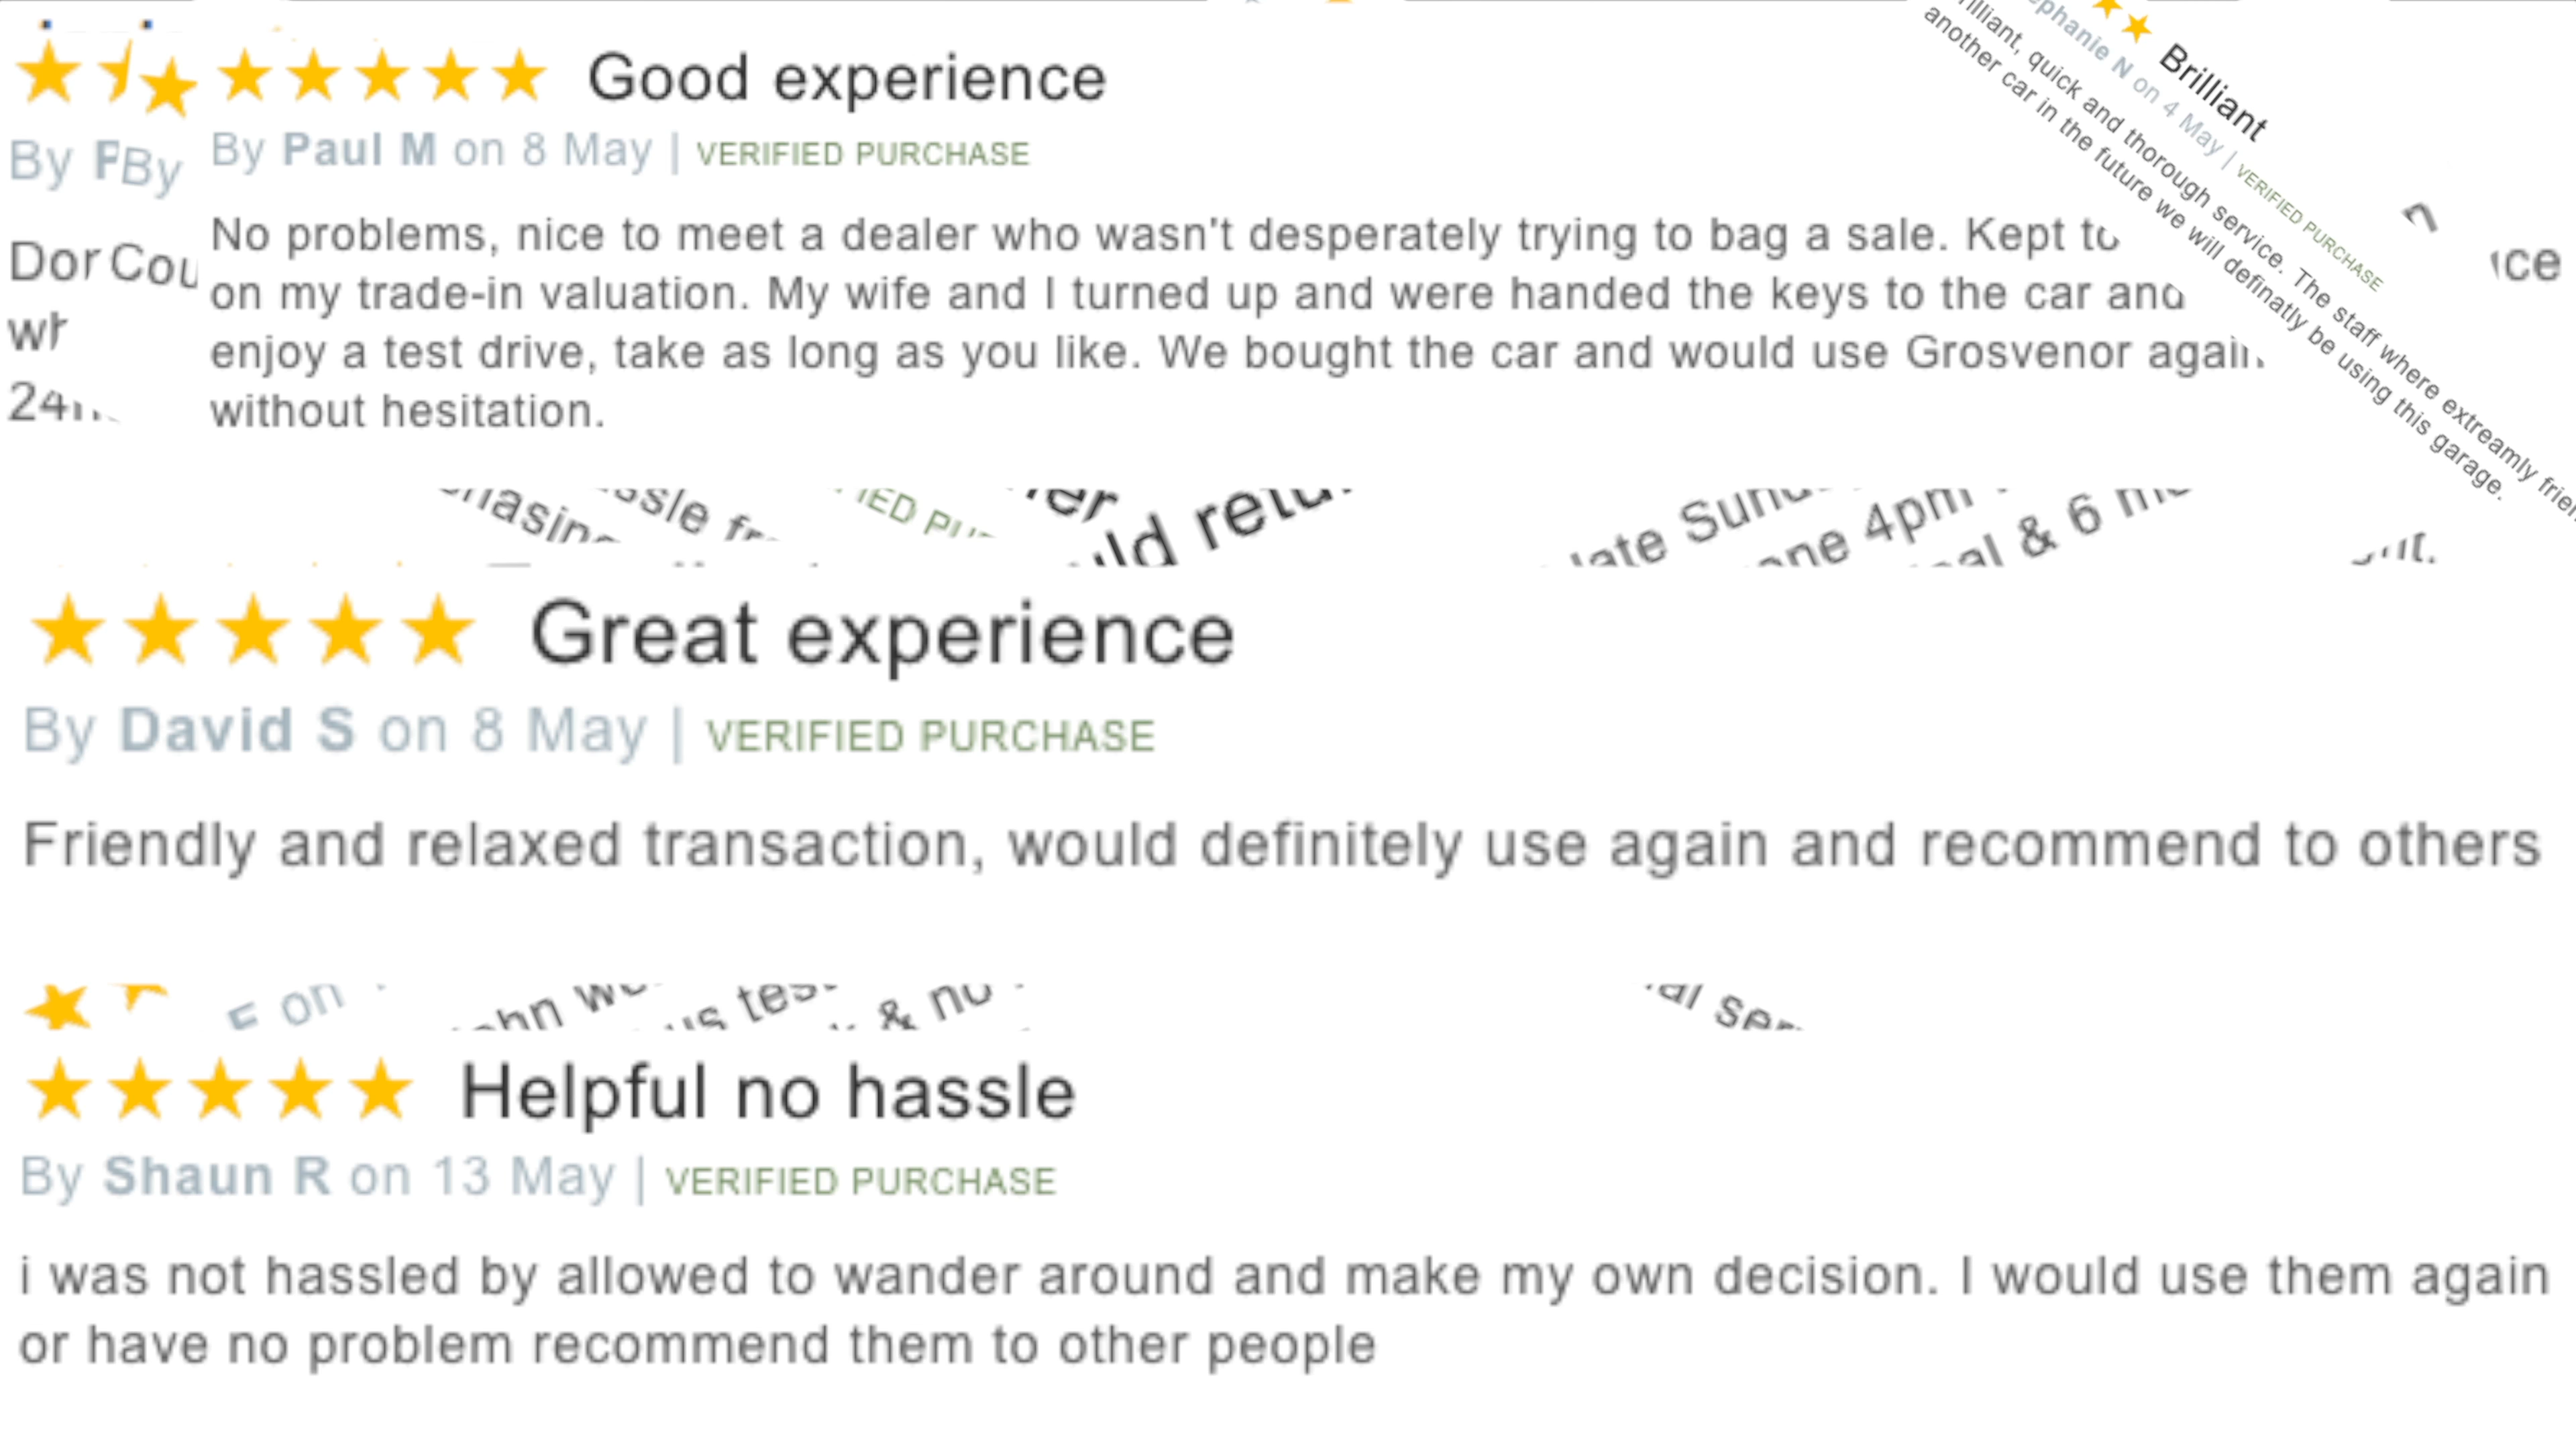 Good experience
By Paul M on 8 May | VERIFIED PURCHASE
No problems, nice to meet a dealer who wasn't desperately trying to bag a sale. Kept to
on my trade-in valuation. My wife and I turned up and were handed the keys to the car and
enjoy a test drive, take as long as you like. We bought the car and would use Grosvenor again
without hesitation.
By
By
Brilliant
N on 4 May | VERIFIED PURCHASE
quick and thorough service. The staff where extreamly
another car in the future we will definatly be using this garage.
& 6
4pm
Great experience
By David S on 8 May | VERIFIED PURCHASE
Friendly and relaxed transaction, would definitely use again and recommend to others
on
&
Helpful no hassle
By Shaun R on 13 May | VERIFIED PURCHASE
i was not hassled by allowed to wander around and make my own decision. I would use them again
or have no problem recommend them to other people